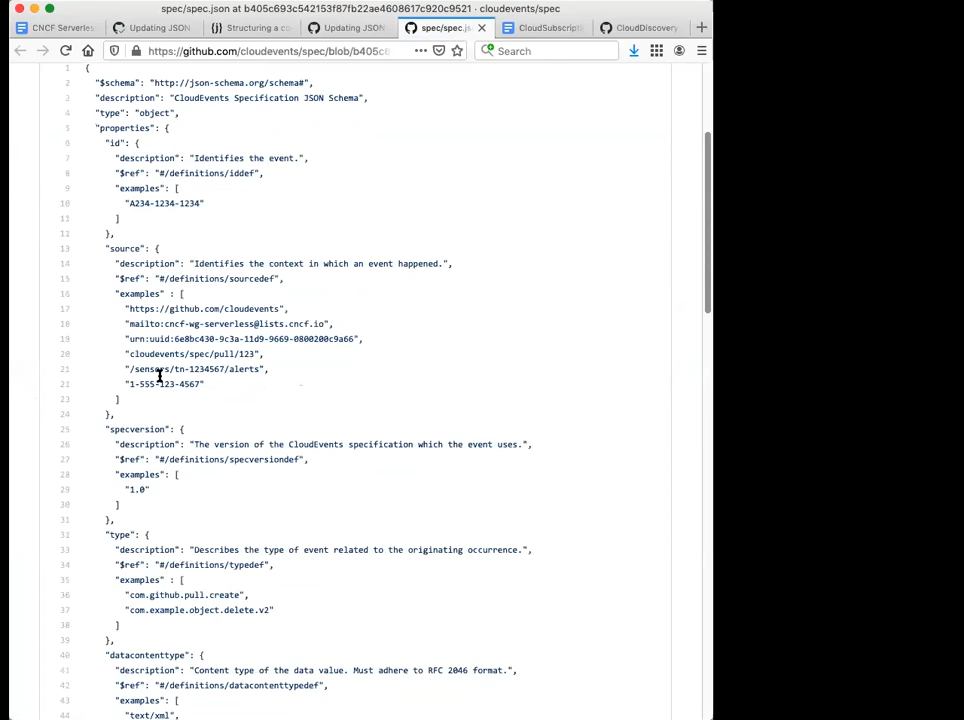 spec/spec.json at b405c693c542153f87fb22ae4608617c920c9521 · cloudevents/spec
CNCF Serverles
Updating JSON
Structuring a co
Updating JSON
spec/spec.js
CloudSubscripti
CloudDiscovery
https://github.com/cloudevents/spec/blob/b405c6
Search
1 {
2 "$schema": "http://json-schema.org/schema#",
3 "description": "CloudEvents Specification JSON Schema",
4 "type": "object",
5 "properties": {
6 "id": {
7 "description": "Identifies the event.",
8 "$ref": "#/definitions/iddef",
9 "examples": [
10 "A234-1234-1234"
11 ]
12 },
13 "source": {
14 "description": "Identifies the context in which an event happened.",
15 "$ref": "#/definitions/sourcedef",
16 "examples" : [
17 "https://github.com/cloudevents",
18 "mailto:cncf-wg-serverless@lists.cncf.io",
19 "urn:uuid:6e8bc430-9c3a-11d9-9669-0800200c9a66",
20 "cloudevents/spec/pull/123",
21 "/sensors/tn-1234567/alerts",
22 "1-555-123-4567"
23 ]
24 },
25 "specversion": {
26 "description": "The version of the CloudEvents specification which the event uses.",
27 "$ref": "#/definitions/specversiondef",
28 "examples": [
29 "1.0"
30 ]
31 },
32 "type": {
33 "description": "Describes the type of event related to the originating occurrence.",
34 "$ref": "#/definitions/typedef",
35 "examples" : [
36 "com.github.pull.create",
37 "com.example.object.delete.v2"
38 ]
39 },
40 "datacontenttype": {
41 "description": "Content type of the data value. Must adhere to RFC 2046 format.",
42 "$ref": "#/definitions/datacontenttypedef",
43 "examples": [
44 "text/xml",